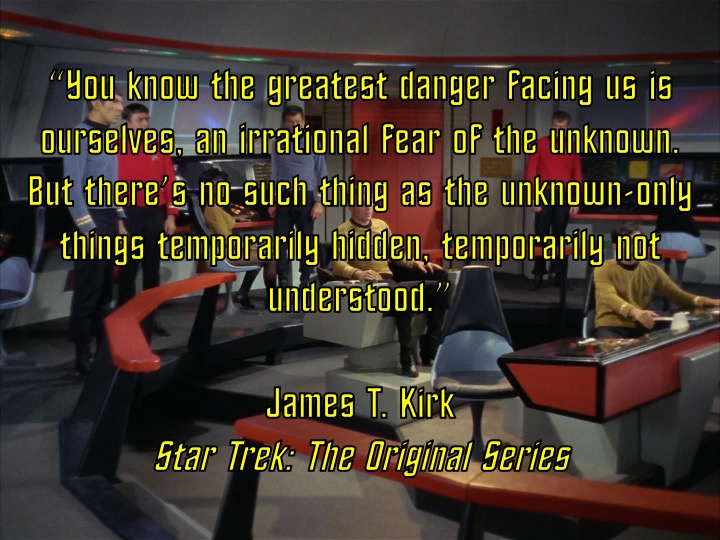 “You know the greatest danger facing us is
ourselves, an irrational fear of the unknown.
But there’s no such thing as the unknown-only
things temporarily hidden, temporarily not
understood.”
James T. Kirk
Star Trek: The Original Series